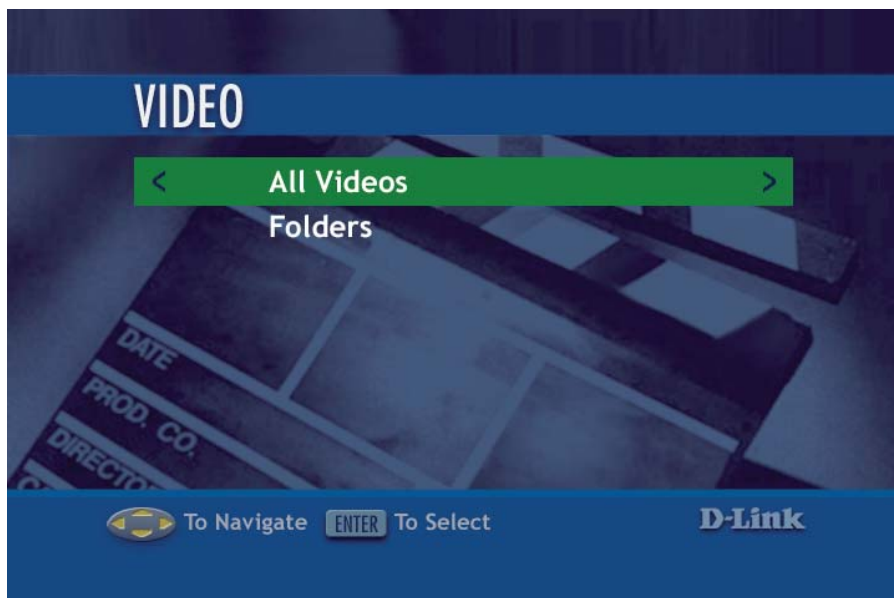 VIDEO
< All Videos >
Folders
DATE
PROD. CO.
DIRECTOR
To Navigate ENTER To Select
D-Link